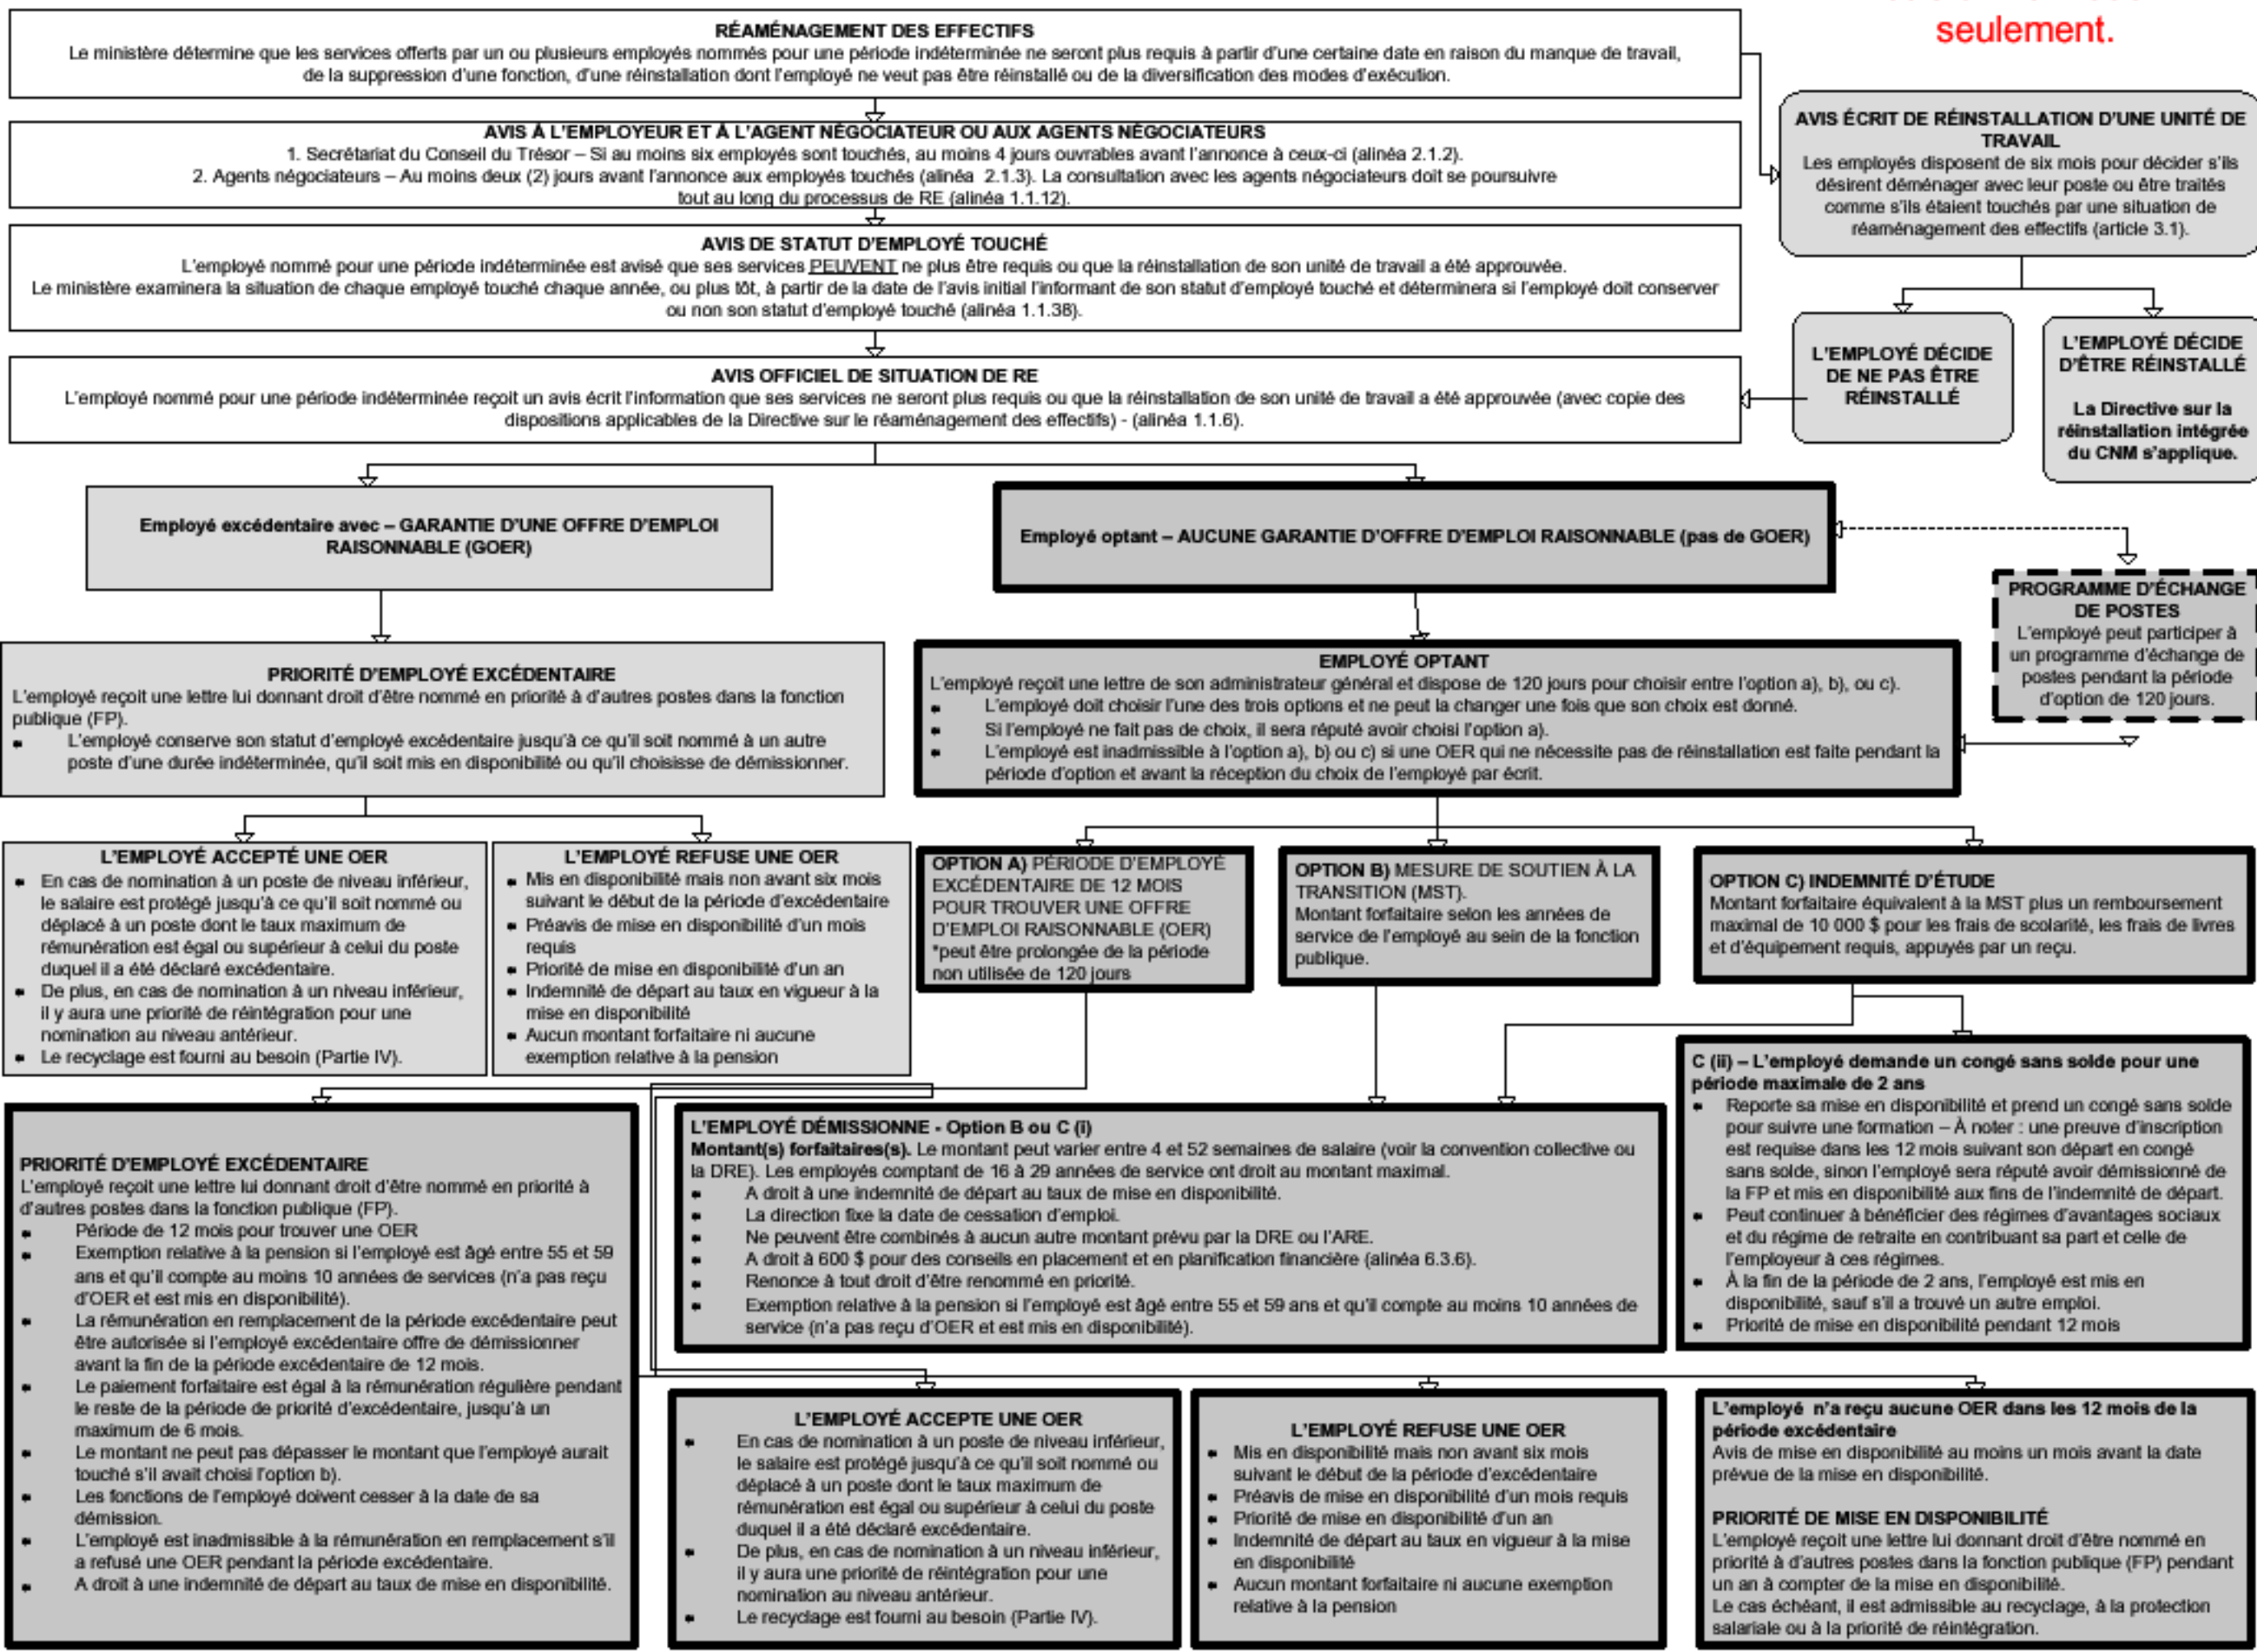 seulement.
RÉAMÉNAGEMENT DES EFFECTIFS
Le ministère détermine que les services offerts par un ou plusieurs employés nommés pour une période indéterminée ne seront plus requis à partir d'une certaine date en raison du manque de travail,
de la suppression d'une fonction, d'une réinstallation dont l'employé ne veut pas être réinstallé ou de la diversification des modes d'exécution.
AVIS À L'EMPLOYEUR ET À L'AGENT NÉGOCIATEUR OU AUX AGENTS NÉGOCIATEURS
1. Secrétariat du Conseil du Trésor – Si au moins six employés sont touchés, au moins 4 jours ouvrables avant l'annonce à ceux-ci (alinéa 2.1.2).
2. Agents négociateurs – Au moins deux (2) jours avant l'annonce aux employés touchés (alinéa 2.1.3). La consultation avec les agents négociateurs doit se poursuivre
tout au long du processus de RE (alinéa 1.1.12).
AVIS ÉCRIT DE RÉINSTALLATION D'UNE UNITÉ DE
TRAVAIL
Les employés disposent de six mois pour décider s'ils
désirent déménager avec leur poste ou être traités
comme s'ils étaient touchés par une situation de
réaménagement des effectifs (article 3.1).
AVIS DE STATUT D'EMPLOYÉ TOUCHÉ
L'employé nommé pour une période indéterminée est avisé que ses services PEUVENT ne plus être requis ou que la réinstallation de son unité de travail a été approuvée.
Le ministère examinera la situation de chaque employé touché chaque année, ou plus tôt, à partir de la date de l'avis initial l'informant de son statut d'employé touché et déterminera si l'employé doit conserver
ou non son statut d'employé touché (alinéa 1.1.38).
AVIS OFFICIEL DE SITUATION DE RE
L'employé nommé pour une période indéterminée reçoit un avis écrit l'information que ses services ne seront plus requis ou que la réinstallation de son unité de travail a été approuvée (avec copie des
dispositions applicables de la Directive sur le réaménagement des effectifs) - (alinéa 1.1.6).
L'EMPLOYÉ DÉCIDE
DE NE PAS ÊTRE
RÉINSTALLÉ
L'EMPLOYÉ DÉCIDE
D'ÊTRE RÉINSTALLÉ
La Directive sur la
réinstallation intégrée
du CNM s'applique.
Employé excédentaire avec – GARANTIE D'UNE OFFRE D'EMPLOI
RAISONNABLE (GOER)
Employé optant – AUCUNE GARANTIE D'OFFRE D'EMPLOI RAISONNABLE (pas de GOER)
PROGRAMME D'ÉCHANGE
DE POSTES
L'employé peut participer à
un programme d'échange de
postes pendant la période
d'option de 120 jours.
PRIORITÉ D'EMPLOYÉ EXCÉDENTAIRE
L'employé reçoit une lettre lui donnant droit d'être nommé en priorité à d'autres postes dans la fonction
publique (FP).
• L'employé conserve son statut d'employé excédentaire jusqu'à ce qu'il soit nommé à un autre
poste d'une durée indéterminée, qu'il soit mis en disponibilité ou qu'il choisisse de démissionner.
EMPLOYÉ OPTANT
L'employé reçoit une lettre de son administrateur général et dispose de 120 jours pour choisir entre l'option a), b), ou c).
• L'employé doit choisir l'une des trois options et ne peut la changer une fois que son choix est donné.
• Si l'employé ne fait pas de choix, il sera réputé avoir choisi l'option a).
• L'employé est inadmissible à l'option a), b) ou c) si une OER qui ne nécessite pas de réinstallation est faite pendant la
période d'option et avant la réception du choix de l'employé par écrit.
L'EMPLOYÉ ACCEPTÉ UNE OER
• En cas de nomination à un poste de niveau inférieur,
le salaire est protégé jusqu'à ce qu'il soit nommé ou
déplacé à un poste dont le taux maximum de
rémunération est égal ou supérieur à celui du poste
duquel il a été déclaré excédentaire.
• De plus, en cas de nomination à un niveau inférieur,
il y aura une priorité de réintégration pour une
nomination au niveau antérieur.
• Le recyclage est fourni au besoin (Partie IV).
L'EMPLOYÉ REFUSE UNE OER
• Mis en disponibilité mais non avant six mois
suivant le début de la période d'excédentaire
• Préavis de mise en disponibilité d'un mois
requis
• Priorité de mise en disponibilité d'un an
• Indemnité de départ au taux en vigueur à la
mise en disponibilité
• Aucun montant forfaitaire ni aucune
exemption relative à la pension
OPTION A) PÉRIODE D'EMPLOYÉ
EXCÉDENTAIRE DE 12 MOIS
POUR TROUVER UNE OFFRE
D'EMPLOI RAISONNABLE (OER)
*peut être prolongée de la période
non utilisée de 120 jours
OPTION B) MESURE DE SOUTIEN À LA
TRANSITION (MST).
Montant forfaitaire selon les années de
service de l'employé au sein de la fonction
publique.
OPTION C) INDEMNITÉ D'ÉTUDE
Montant forfaitaire équivalent à la MST plus un remboursement
maximal de 10 000 $ pour les frais de scolarité, les frais de livres
et d'équipement requis, appuyés par un reçu.
PRIORITÉ D'EMPLOYÉ EXCÉDENTAIRE
L'employé reçoit une lettre lui donnant droit d'être nommé en priorité à
d'autres postes dans la fonction publique (FP).
• Période de 12 mois pour trouver une OER
• Exemption relative à la pension si l'employé est âgé entre 55 et 59
ans et qu'il compte au moins 10 années de services (n'a pas reçu
d'OER et est mis en disponibilité).
• La rémunération en remplacement de la période excédentaire peut
être autorisée si l'employé excédentaire offre de démissionner
avant la fin de la période excédentaire de 12 mois.
• Le paiement forfaitaire est égal à la rémunération régulière pendant
le reste de la période de priorité d'excédentaire, jusqu'à un
maximum de 6 mois.
• Le montant ne peut pas dépasser le montant que l'employé aurait
touché s'il avait choisi l'option b).
• Les fonctions de l'employé doivent cesser à la date de sa
démission.
• L'employé est inadmissible à la rémunération en remplacement s'il
a refusé une OER pendant la période excédentaire.
• A droit à une indemnité de départ au taux de mise en disponibilité.
L'EMPLOYÉ DÉMISSIONNE - Option B ou C (i)
Montant(s) forfaitaires(s). Le montant peut varier entre 4 et 52 semaines de salaire (voir la convention collective ou
la DRE). Les employés comptant de 16 à 29 années de service ont droit au montant maximal.
• A droit à une indemnité de départ au taux de mise en disponibilité.
• La direction fixe la date de cessation d'emploi.
• Ne peuvent être combinés à aucun autre montant prévu par la DRE ou l'ARE.
• A droit à 600 $ pour des conseils en placement et en planification financière (alinéa 6.3.6).
• Renonce à tout droit d'être renommé en priorité.
• Exemption relative à la pension si l'employé est âgé entre 55 et 59 ans et qu'il compte au moins 10 années de
service (n'a pas reçu d'OER et est mis en disponibilité).
C (ii) – L'employé demande un congé sans solde pour une
période maximale de 2 ans
• Reporte sa mise en disponibilité et prend un congé sans solde
pour suivre une formation – À noter : une preuve d'inscription
est requise dans les 12 mois suivant son départ en congé
sans solde, sinon l'employé sera réputé avoir démissionné de
la FP et mis en disponibilité aux fins de l'indemnité de départ.
• Peut continuer à bénéficier des régimes d'avantages sociaux
et du régime de retraite en contribuant sa part et celle de
l'employeur à ces régimes.
• À la fin de la période de 2 ans, l'employé est mis en
disponibilité, sauf s'il a trouvé un autre emploi.
• Priorité de mise en disponibilité pendant 12 mois
L'EMPLOYÉ ACCEPTE UNE OER
• En cas de nomination à un poste de niveau inférieur,
le salaire est protégé jusqu'à ce qu'il soit nommé ou
déplacé à un poste dont le taux maximum de
rémunération est égal ou supérieur à celui du poste
duquel il a été déclaré excédentaire.
• De plus, en cas de nomination à un niveau inférieur,
il y aura une priorité de réintégration pour une
nomination au niveau antérieur.
• Le recyclage est fourni au besoin (Partie IV).
L'EMPLOYÉ REFUSE UNE OER
• Mis en disponibilité mais non avant six mois
suivant le début de la période d'excédentaire
• Préavis de mise en disponibilité d'un mois requis
• Priorité de mise en disponibilité d'un an
• Indemnité de départ au taux en vigueur à la mise
en disponibilité
• Aucun montant forfaitaire ni aucune exemption
relative à la pension
L'employé n'a reçu aucune OER dans les 12 mois de la
période excédentaire
Avis de mise en disponibilité au moins un mois avant la date
prévue de la mise en disponibilité.
PRIORITÉ DE MISE EN DISPONIBILITÉ
L'employé reçoit une lettre lui donnant droit d'être nommé en
priorité à d'autres postes dans la fonction publique (FP) pendant
un an à compter de la mise en disponibilité.
Le cas échéant, il est admissible au recyclage, à la protection
salariale ou à la priorité de réintégration.